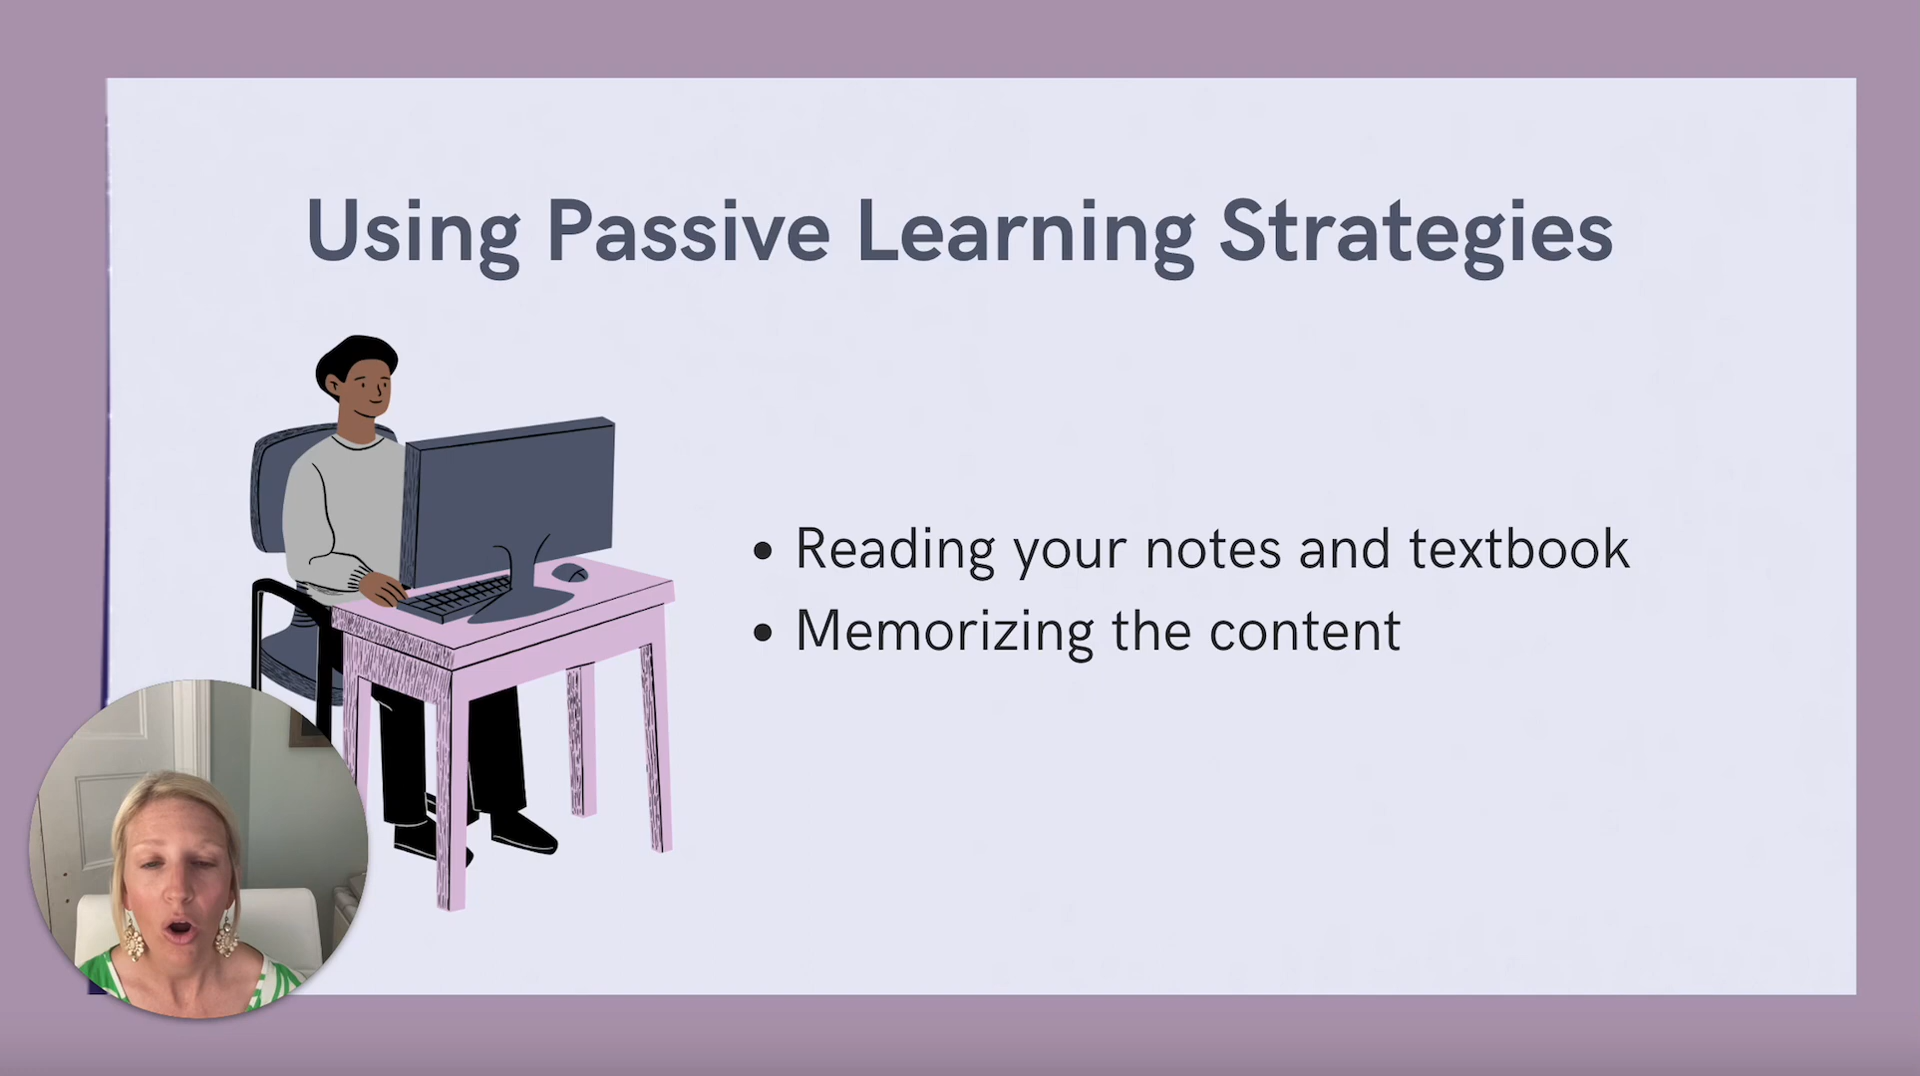 Using Passive Learning Strategies
• Reading your notes and textbook
• Memorizing the content